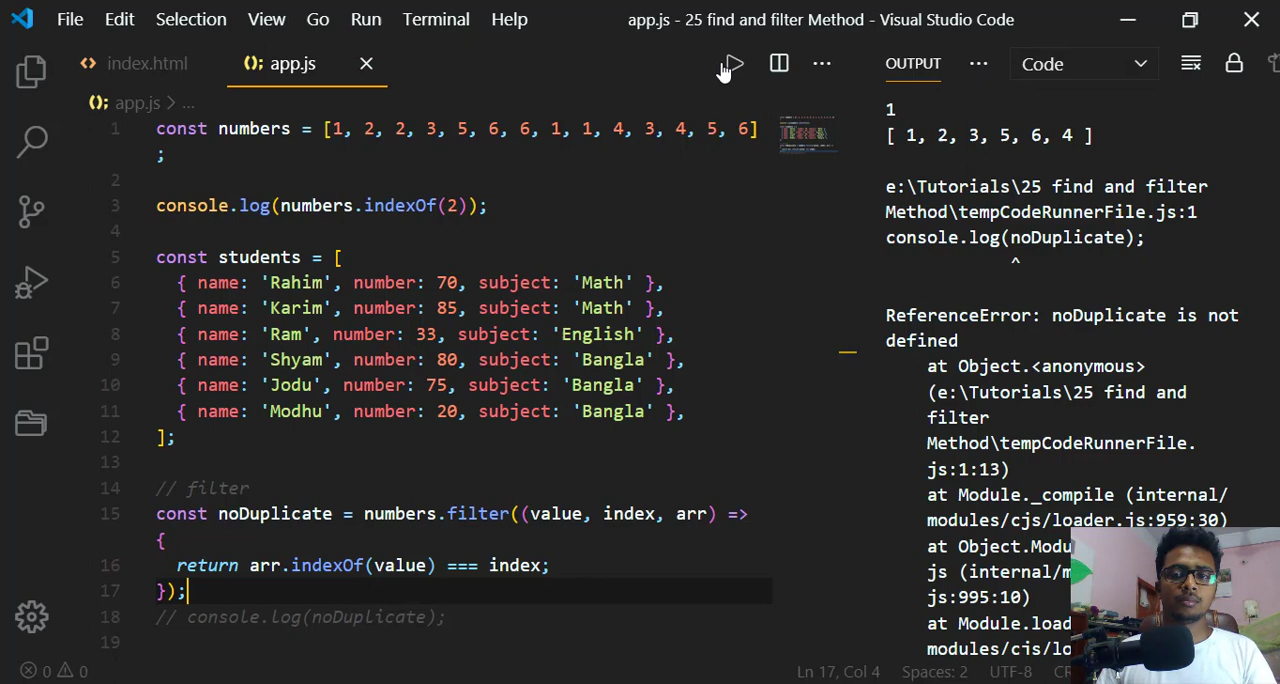 File Edit Selection View Go Run Terminal Help app.js - 25 find and filter Method - Visual Studio Code
index.html app.js OUTPUT Code
app.js > ...
1 const numbers = [1, 2, 2, 3, 5, 6, 6, 1, 1, 4, 3, 4, 5, 6]
;
2
3 console.log(numbers.indexOf(2));
4
5 const students = [
6 { name: 'Rahim', number: 70, subject: 'Math' },
7 { name: 'Karim', number: 85, subject: 'Math' },
8 { name: 'Ram', number: 33, subject: 'English' },
9 { name: 'Shyam', number: 80, subject: 'Bangla' },
10 { name: 'Jodu', number: 75, subject: 'Bangla' },
11 { name: 'Modhu', number: 20, subject: 'Bangla' },
12 ];
13
14 // filter
15 const noDuplicate = numbers.filter((value, index, arr) =>
{
16 return arr.indexOf(value) === index;
17 });
18 // console.log(noDuplicate);
19
1
[ 1, 2, 3, 5, 6, 4 ]
e:\Tutorials\25 find and filter
Method\tempCodeRunnerFile.js:1
console.log(noDuplicate);
^
ReferenceError: noDuplicate is not
defined
at Object.<anonymous>
(e:\Tutorials\25 find and
filter
Method\tempCodeRunnerFile.
js:1:13)
at Module._compile (internal/
modules/cjs/loader.js:959:30)
at Object.Modu
js (internal/m
js:995:10)
at Module.load
modules/cjs/loader
0 0 Ln 17, Col 4 Spaces: 2 UTF-8 CR